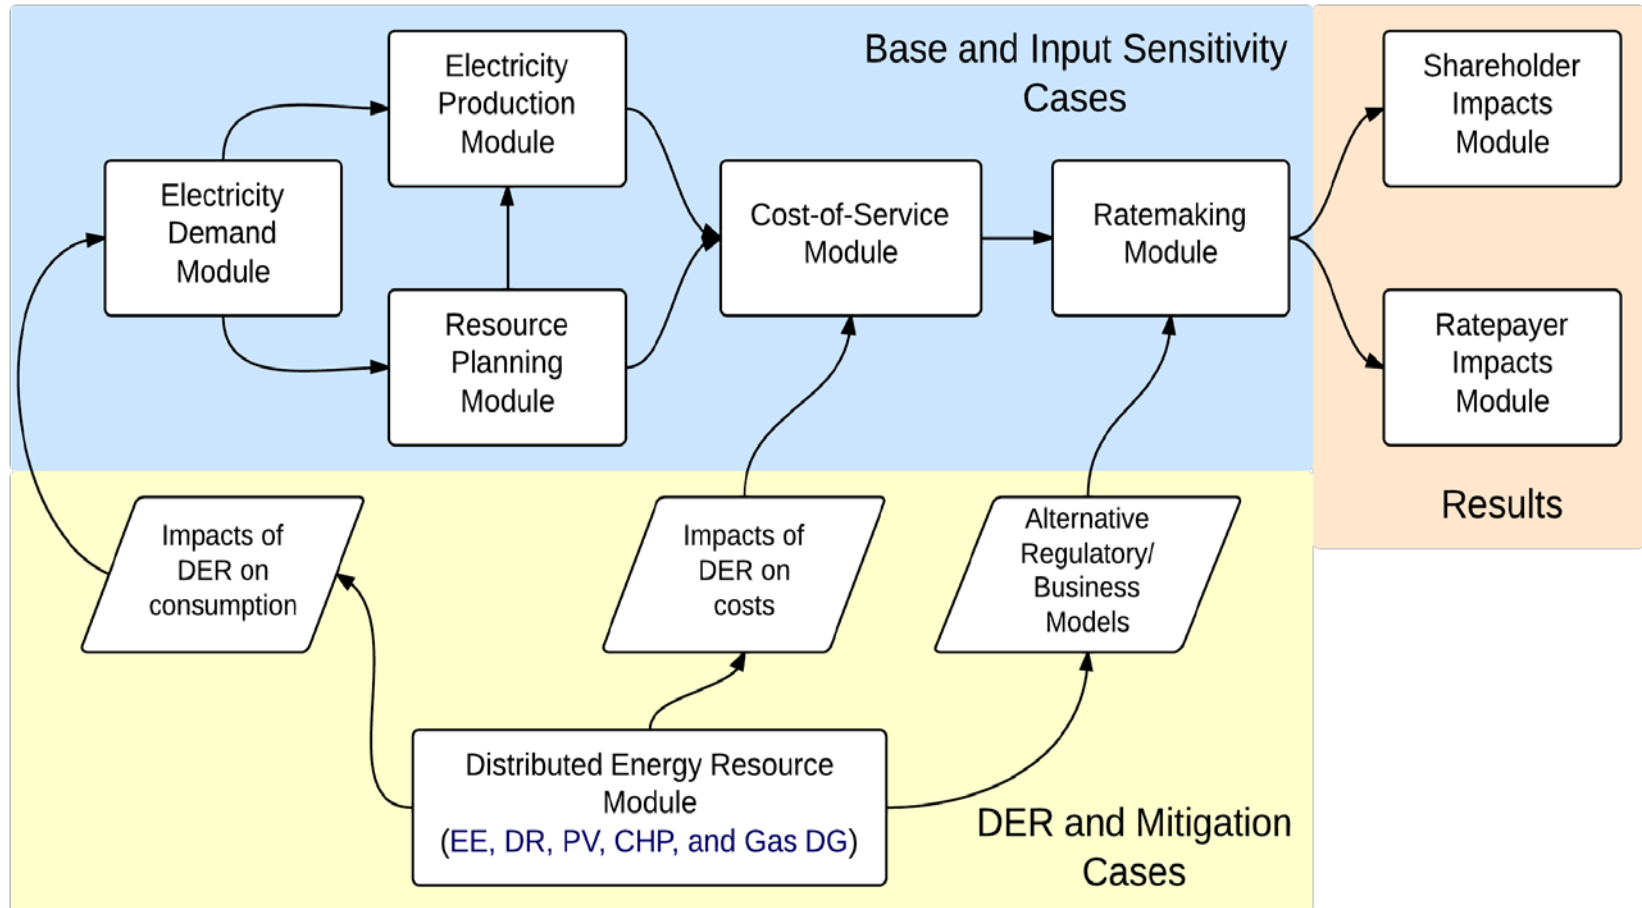 Base and Input Sensitivity
Cases
Electricity
Production
Module
Electricity
Demand
Module
Resource
Planning
Module
Cost-of-Service
Module
Ratemaking
Module
Shareholder
Impacts
Module
Ratepayer
Impacts
Module
Results
Impacts of
DER on
consumption
Impacts of
DER on
costs
Alternative
Regulatory/
Business
Models
Distributed Energy Resource
Module
(EE, DR, PV, CHP, and Gas DG)
DER and Mitigation
Cases